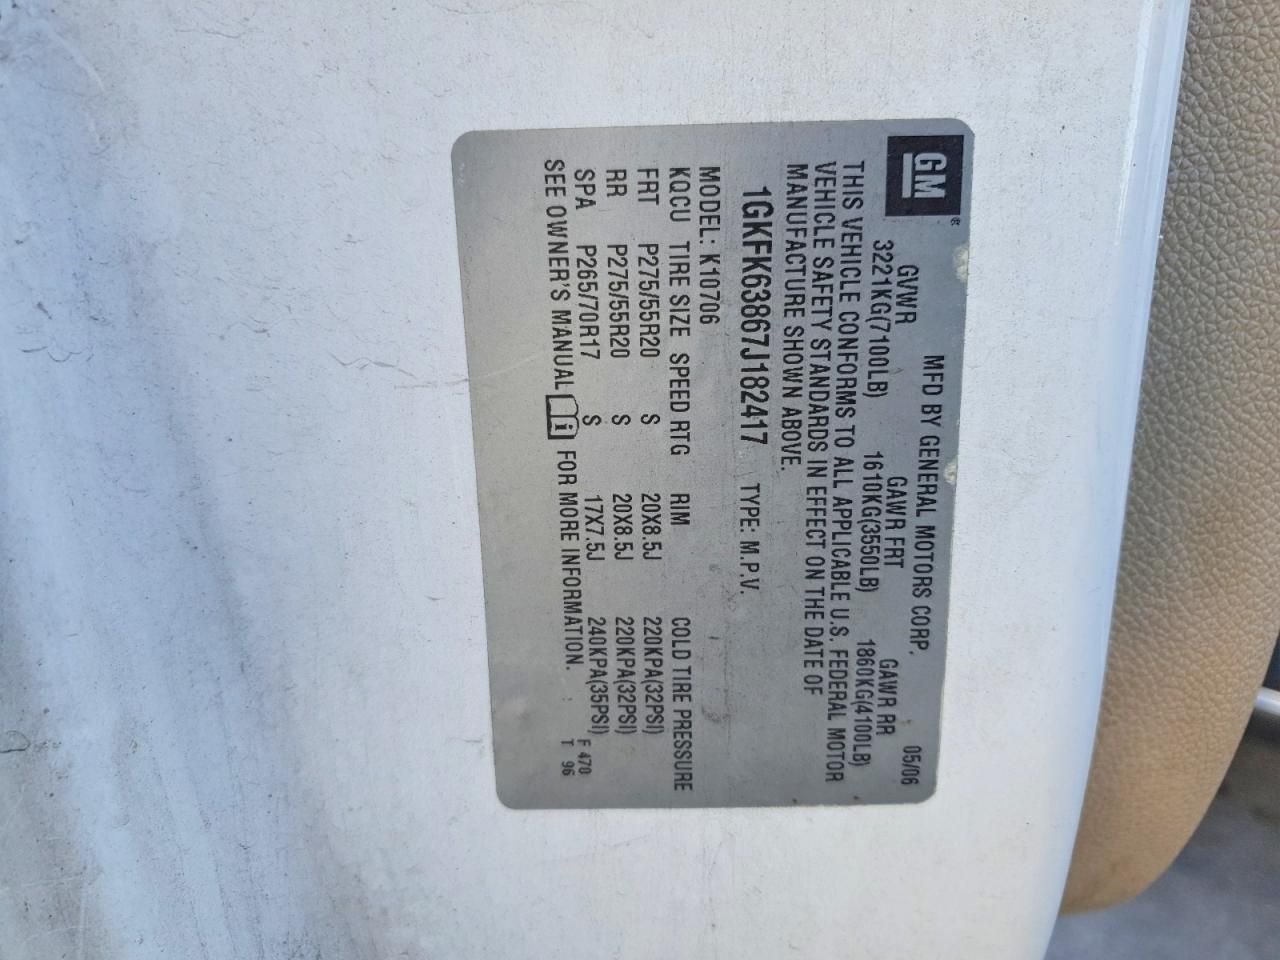 GM®
MFD BY GENERAL MOTORS CORP. 05/06
GVWR GAWR FRT GAWR RR
3221KG(7100LB) 1610KG(3550LB) 1860KG(4100LB)
THIS VEHICLE CONFORMS TO ALL APPLICABLE U.S. FEDERAL MOTOR
VEHICLE SAFETY STANDARDS IN EFFECT ON THE DATE OF
MANUFACTURE SHOWN ABOVE.
1GKFK63867J182417 TYPE: M.P.V.
MODEL: K10706
KQCU TIRE SIZE SPEED RTG RIM COLD TIRE PRESSURE
FRT P275/55R20 S 20X8.5J 220KPA(32PSI)
RR P275/55R20 S 20X8.5J 220KPA(32PSI)
SPA P265/70R17 S 17X7.5J 240KPA(35PSI)
SEE OWNER'S MANUAL i FOR MORE INFORMATION.
F 470
T 96